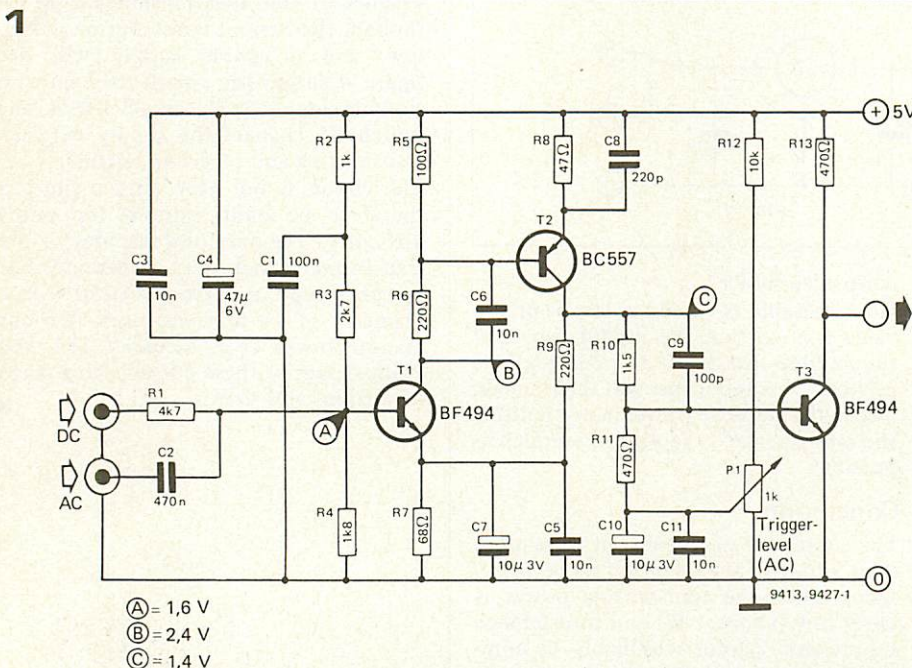 1
+ 5V
R2
1k
R5
100Ω
R8
47Ω
C8
220p
R12
10k
R13
470Ω
T2
BC557
C3
10n
C4
47µ
6V
C1
100n
R3
2k7
R6
220Ω
C6
10n
B
R9
220Ω
R10
1k5
C
C9
100p
R1
4k7
DC
T1
BF494
T3
BF494
A
AC
C2
470n
R4
1k8
R7
68Ω
C7
10µ 3V
C5
10n
R11
470Ω
C10
10µ 3V
C11
10n
P1
1k
Trigger-
level
(AC)
0
9413, 9427-1
A = 1,6 V
B = 2,4 V
C = 1,4 V